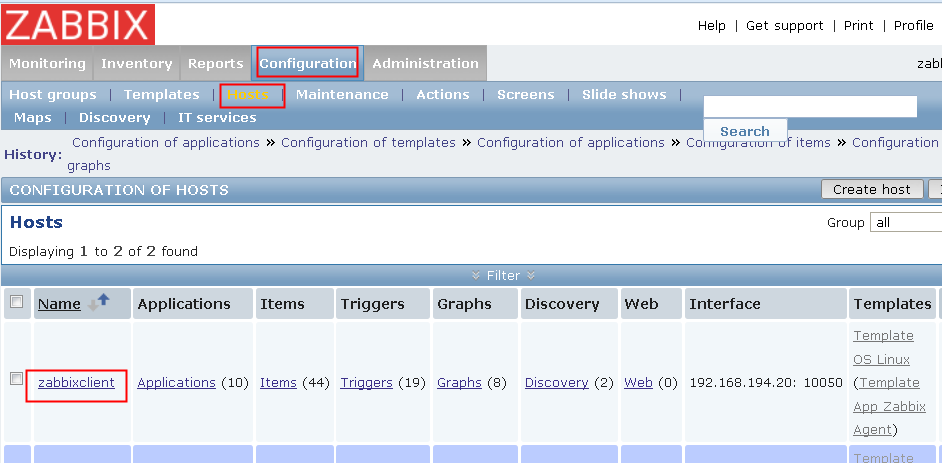 ZABBIX
Help | Get support | Print | Profile
Monitoring Inventory Reports Configuration Administration
zab
Host groups | Templates | Hosts | Maintenance | Actions | Screens | Slide shows |
Maps | Discovery | IT services
Search
History: Configuration of applications » Configuration of templates » Configuration of applications » Configuration of items » Configuration
graphs
CONFIGURATION OF HOSTS Create host
Hosts Group all
Displaying 1 to 2 of 2 found
Filter
Name Applications Items Triggers Graphs Discovery Web Interface Templates
zabbixclient Applications (10) Items (44) Triggers (19) Graphs (8) Discovery (2) Web (0) 192.168.194.20: 10050
Template
OS Linux
(Template
App Zabbix
Agent)
Template